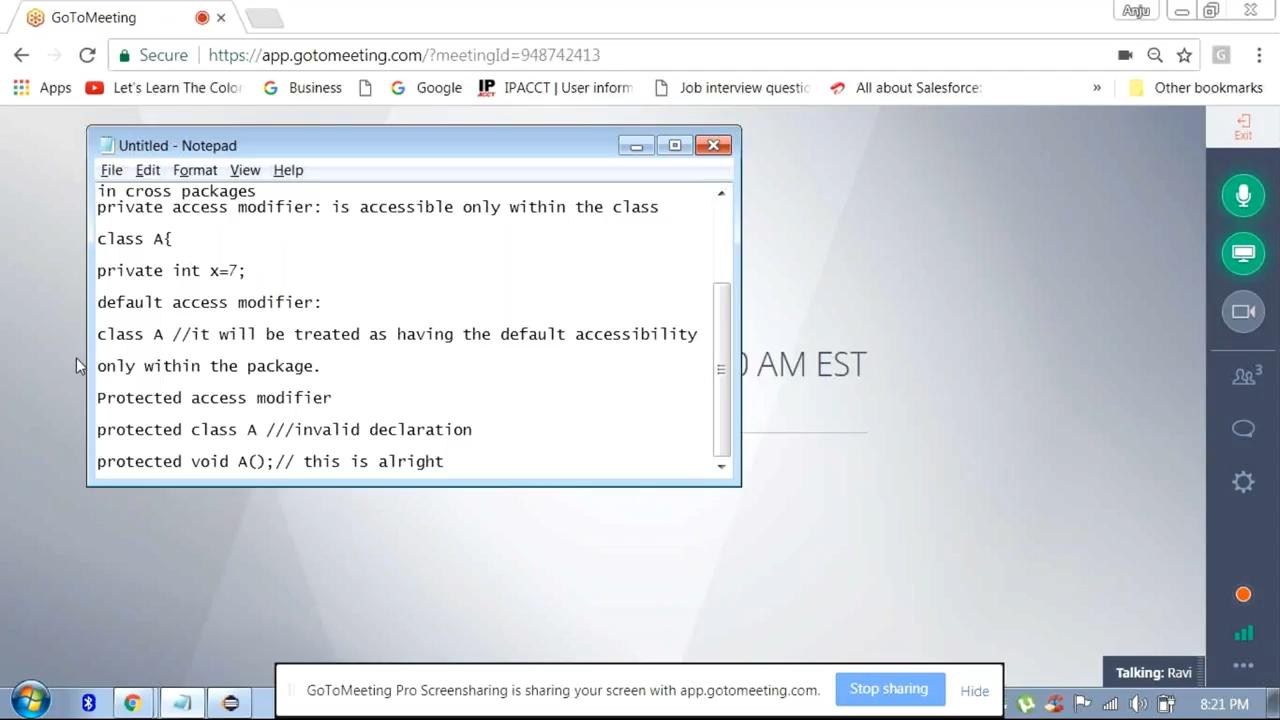 GoToMeeting
Anju
Secure
https://app.gotomeeting.com/?meetingId=948742413
G
Apps
Let's Learn The Color
Business
Google
IPACCT | User inform
Job interview questio
All about Salesforce:
»
Other bookmarks
Exit
Untitled - Notepad
File Edit Format View Help
in cross packages
private access modifier: is accessible only within the class
class A{
private int x=7;
default access modifier:
class A //it will be treated as having the default accessibility
only within the package.
Protected access modifier
protected class A ///invalid declaration
protected void A();// this is alright
0 AM EST
3
Talking: Ravi
GoToMeeting Pro Screensharing is sharing your screen with app.gotomeeting.com.
Stop sharing
Hide
8:21 PM